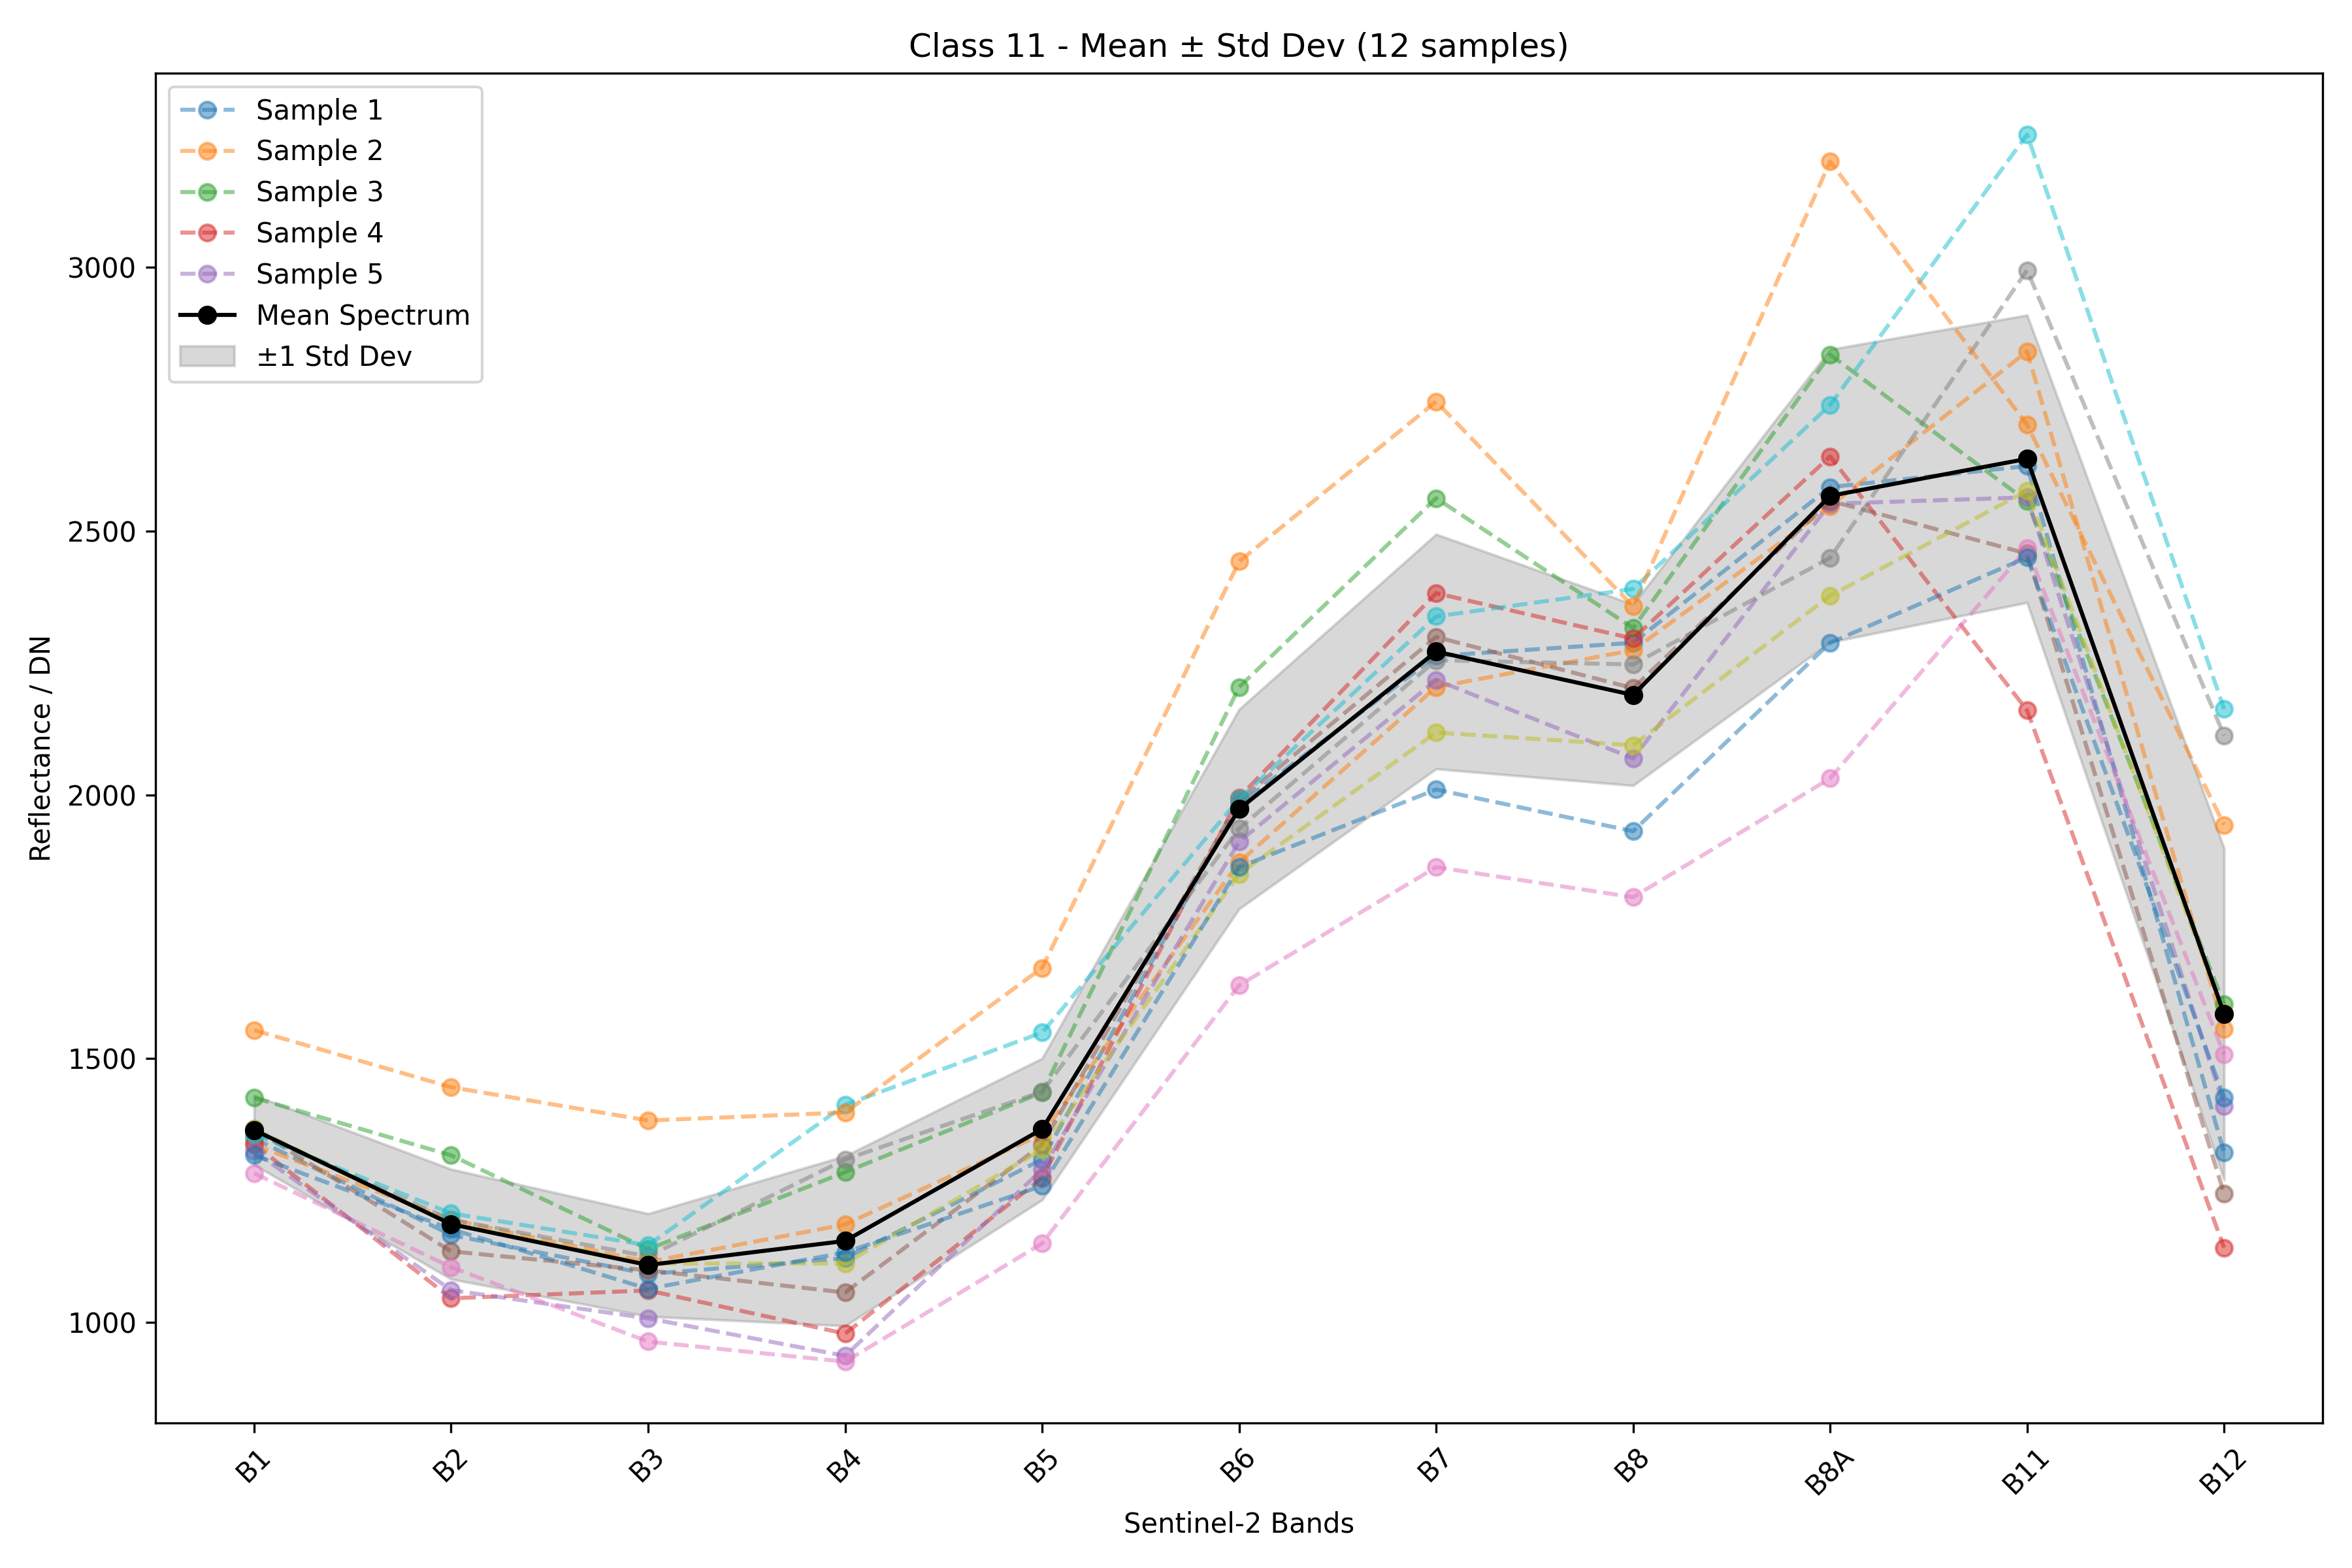 Class 11 - Mean ± Std Dev (12 samples)
Sample 1
Sample 2
Sample 3
Sample 4
Sample 5
Mean Spectrum
±1 Std Dev
3000
2500
2000
1500
1000
Reflectance / DN
B1 B2 B3 B4 B5 B6 B7 B8 B8A B11 B12
Sentinel-2 Bands